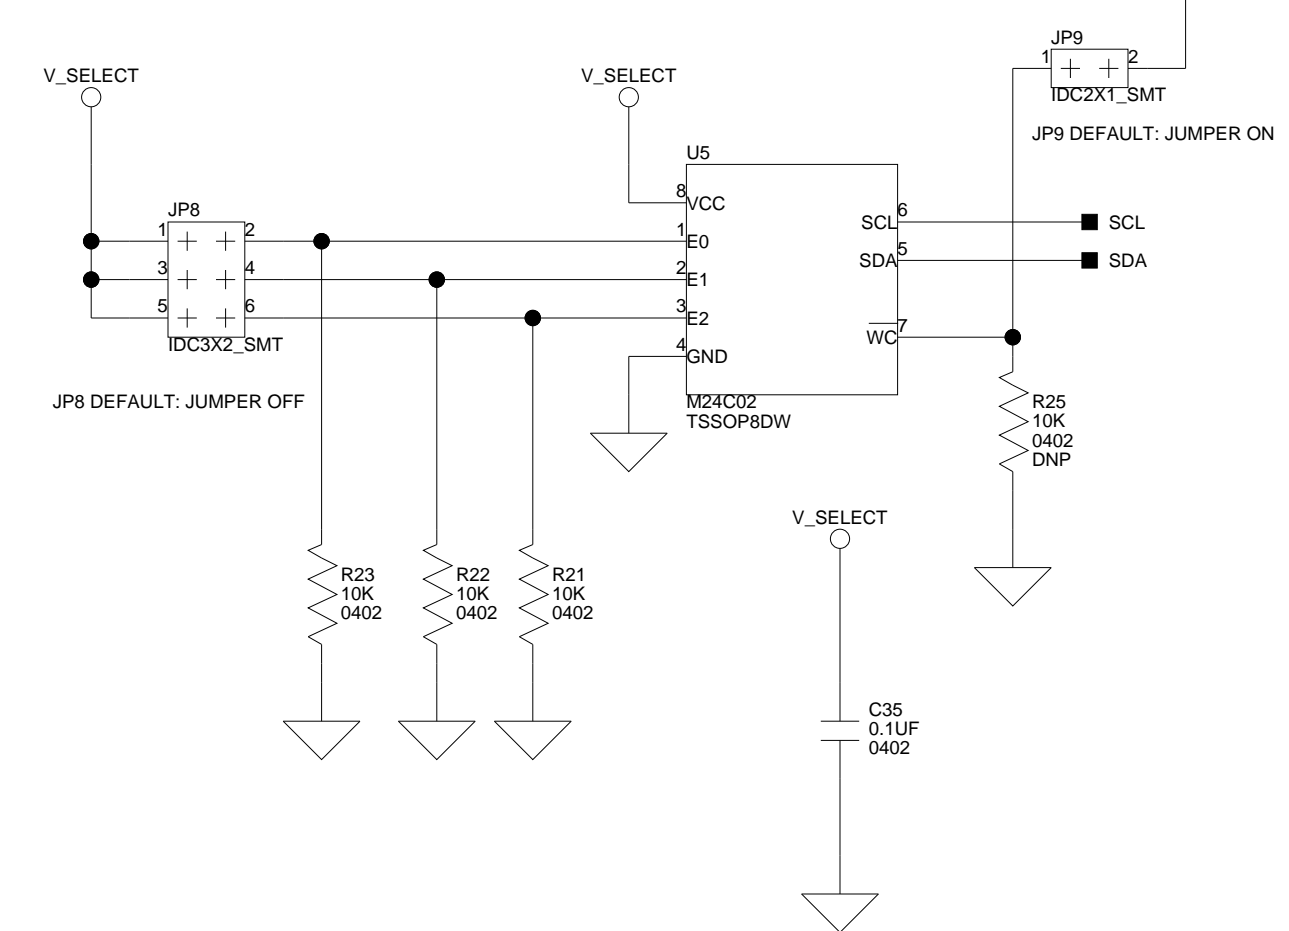 JP9
1 2
IDC2X1_SMT
JP9 DEFAULT: JUMPER ON
V_SELECT
V_SELECT
U5
8
VCC
1
E0
2
E1
3
E2
4
GND
6
SCL
5
SDA
7
WC
SCL
SDA
M24C02
TSSOP8DW
JP8
1 2
3 4
5 6
IDC3X2_SMT
JP8 DEFAULT: JUMPER OFF
R25
10K
0402
DNP
V_SELECT
R23
10K
0402
R22
10K
0402
R21
10K
0402
C35
0.1UF
0402